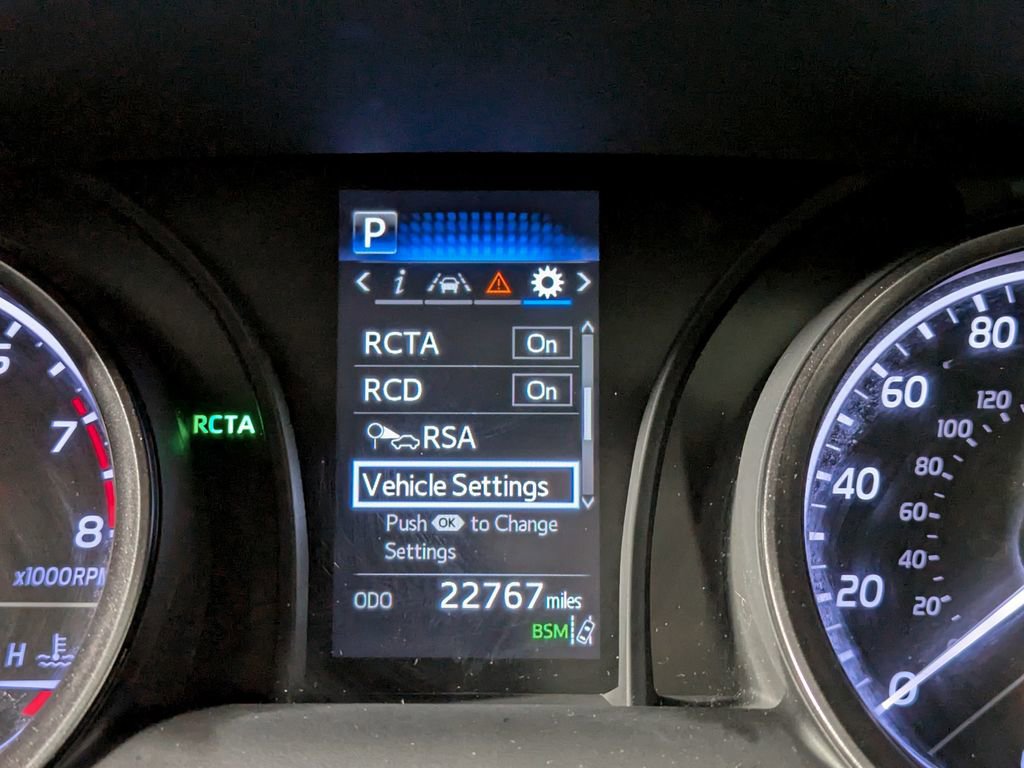 P
i
RCTA On
RCD On
RSA
Vehicle Settings
Push OK to Change
Settings
ODO 22767 miles
BSM
RCTA
5
7
8
x1000RPM
H
80
60
40
20
0
120
100
80
60
40
20